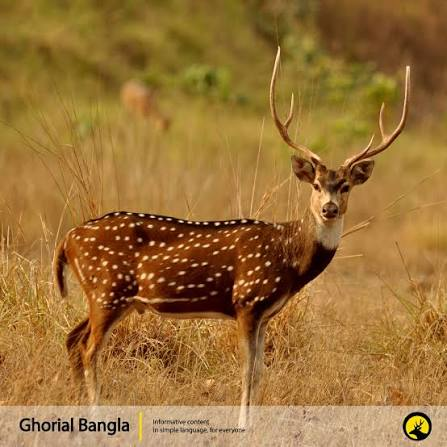 Ghorial Bangla
Informative content
In simple language, for everyone